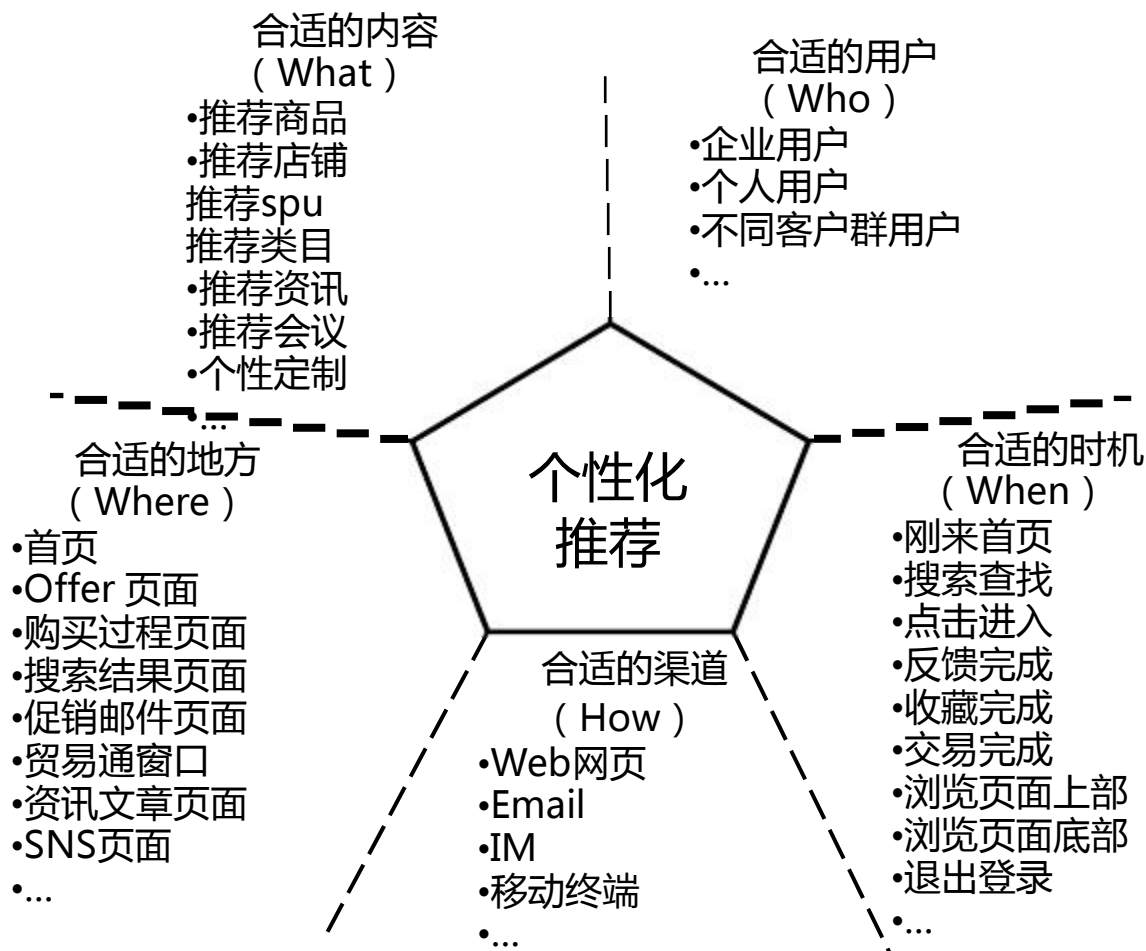 合适的内容
（What）
•推荐商品
•推荐店铺
推荐spu
推荐类目
•推荐资讯
•推荐会议
•个性定制
•...
合适的用户
（Who）
•企业用户
•个人用户
•不同客户群用户
•...
个性化
推荐
合适的地方
（Where）
•首页
•Offer 页面
•购买过程页面
•搜索结果页面
•促销邮件页面
•贸易通窗口
•资讯文章页面
•SNS页面
•...
合适的渠道
（How）
•Web网页
•Email
•IM
•移动终端
•...
合适的时机
（When）
•刚来首页
•搜索查找
•点击进入
•反馈完成
•收藏完成
•交易完成
•浏览页面上部
•浏览页面底部
•退出登录
•...